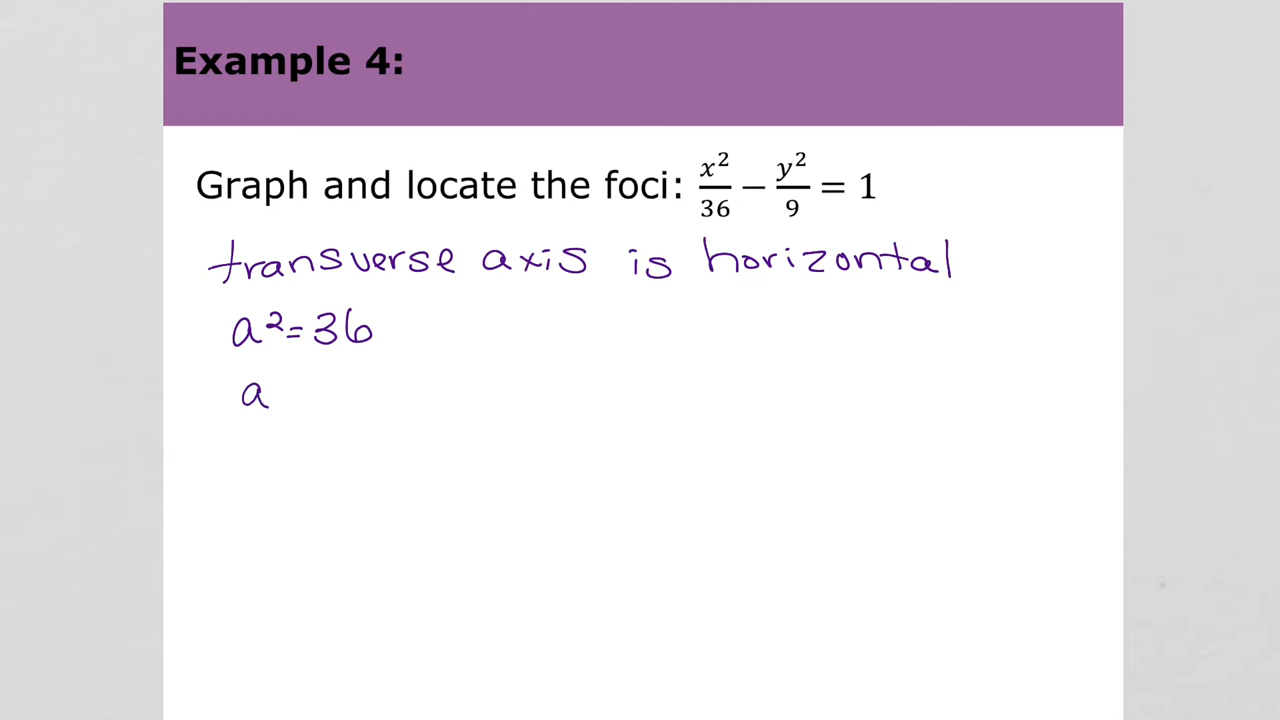 Example 4:
Graph and locate the foci: x²/36 − y²/9 = 1
transverse axis is horizontal
a²=36
a